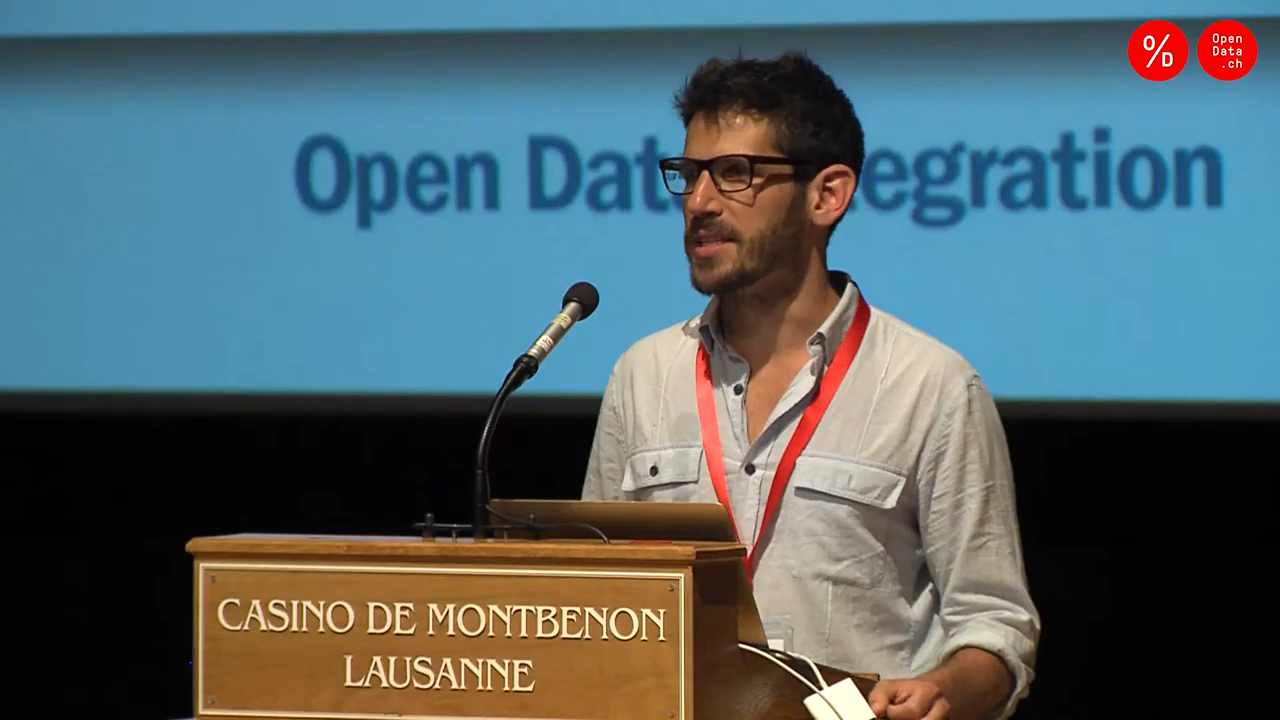 %D
Open
Data
.ch
Open Dat egration
CASINO DE MONTBENON
LAUSANNE